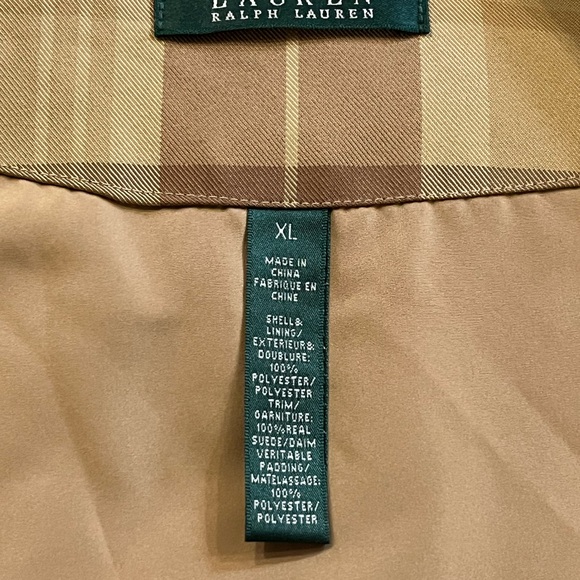 LAUREN
RALPH LAUREN
XL
MADE IN
CHINA
FABRIQUE EN
CHINE
SHELL&
LINING/
EXTERIEUR&
DOUBLURE:
100%
POLYESTER/
POLYESTER
TRIM/
GARNITURE:
100%REAL
SUEDE/DAIM
VERITABLE
PADDING/
MATELASSAGE:
100%
POLYESTER/
POLYESTER